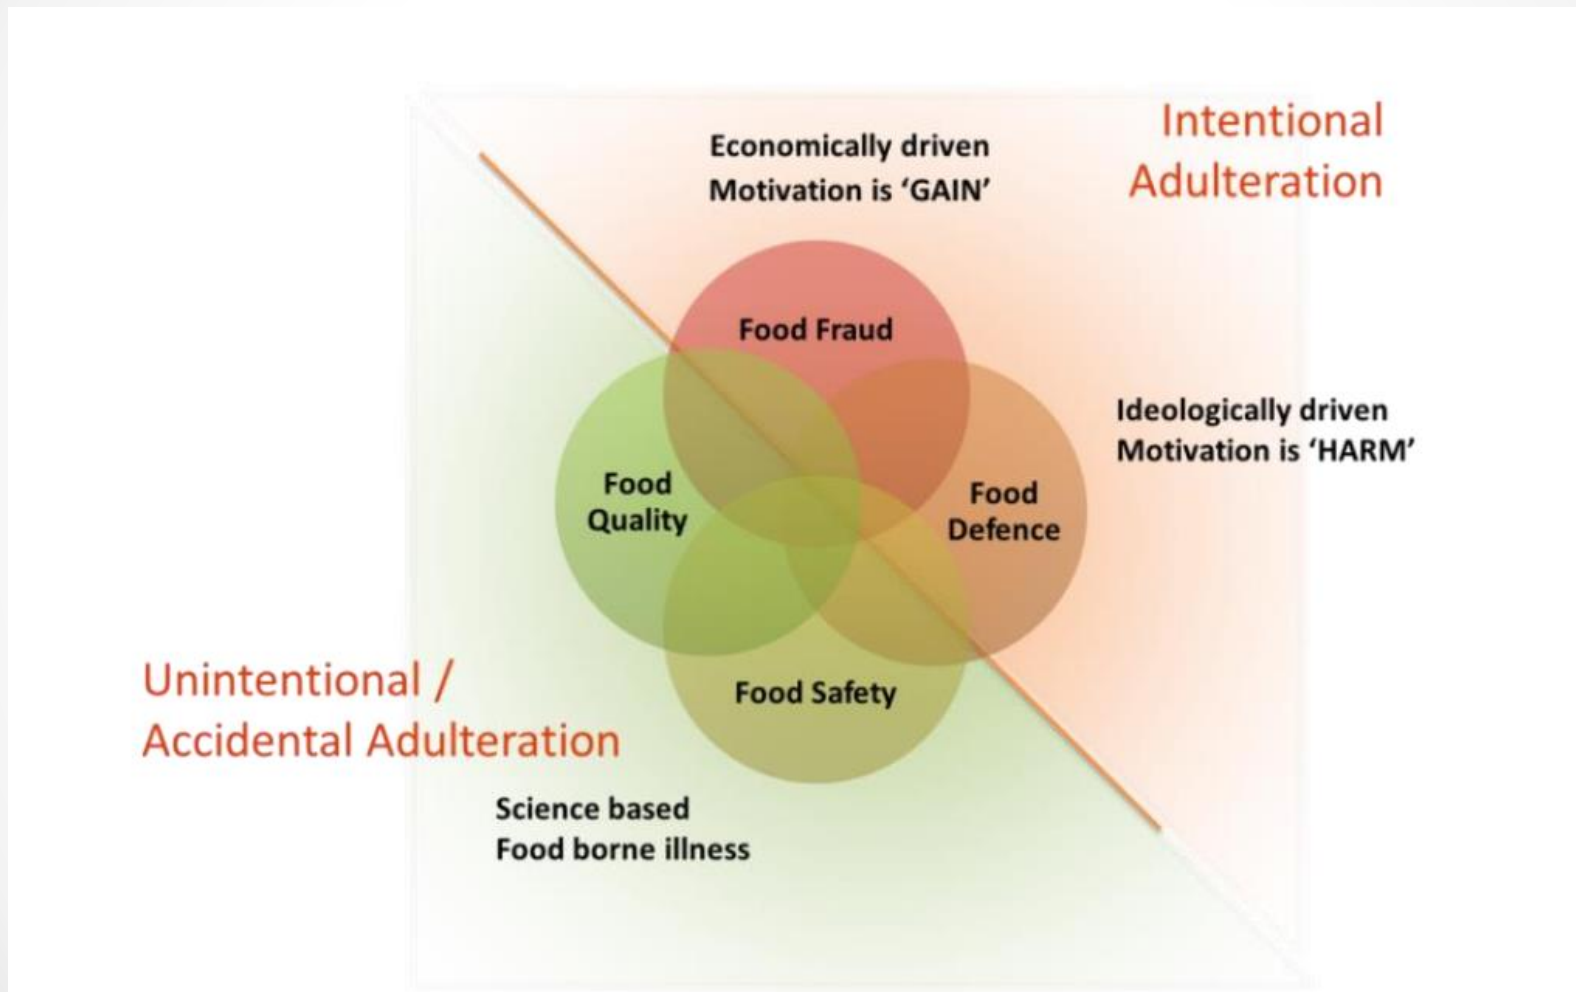 Intentional
Adulteration
Economically driven
Motivation is ‘GAIN’
Food Fraud
Ideologically driven
Motivation is ‘HARM’
Food
Quality
Food
Defence
Unintentional /
Accidental Adulteration
Food Safety
Science based
Food borne illness